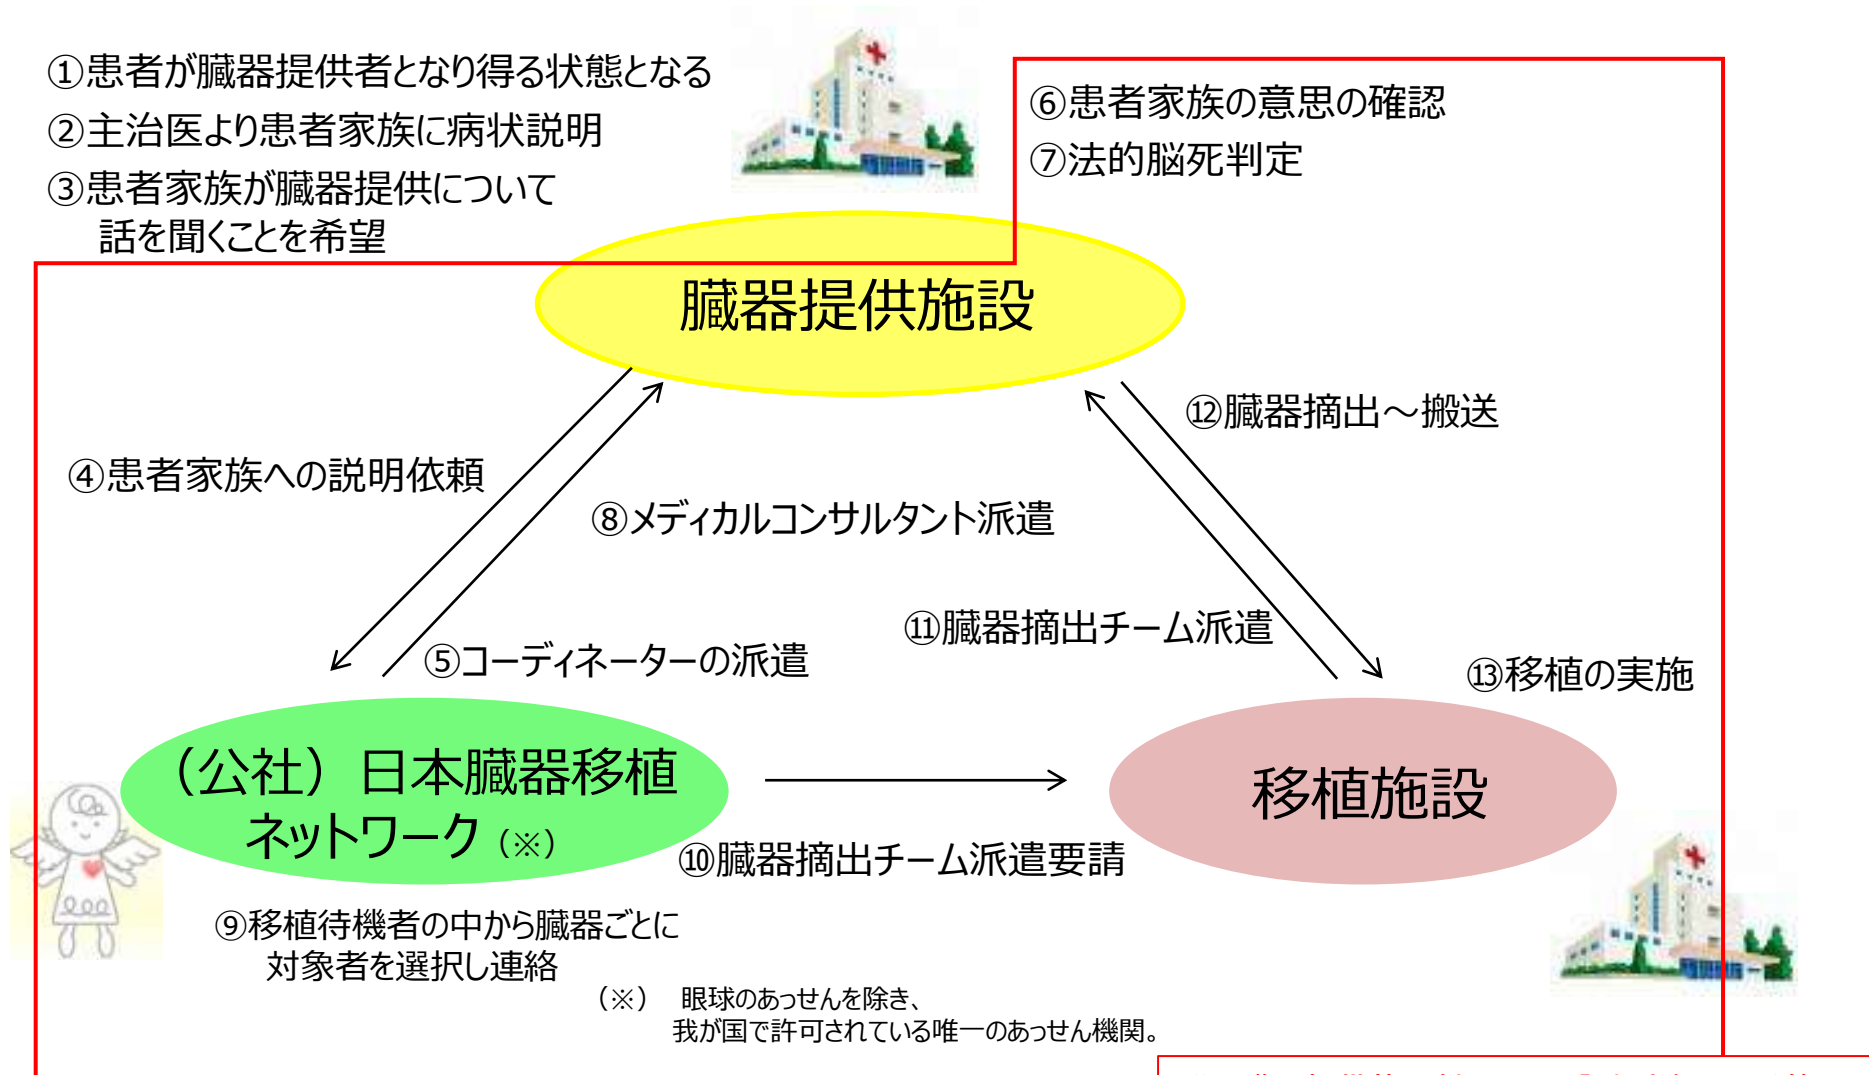 ①患者が臓器提供者となり得る状態となる
②主治医より患者家族に病状説明
③患者家族が臓器提供について
話を聞くことを希望
⑥患者家族の意思の確認
⑦法的脳死判定
臓器提供施設
⑫臓器摘出～搬送
④患者家族への説明依頼
⑧メディカルコンサルタント派遣
⑪臓器摘出チーム派遣
⑤コーディネーターの派遣
⑬移植の実施
（公社）日本臓器移植
ネットワーク（※）
移植施設
⑩臓器摘出チーム派遣要請
⑨移植待機者の中から臓器ごとに
対象者を選択し連絡
（※）　眼球のあっせんを除き、
我が国で許可されている唯一のあっせん機関。